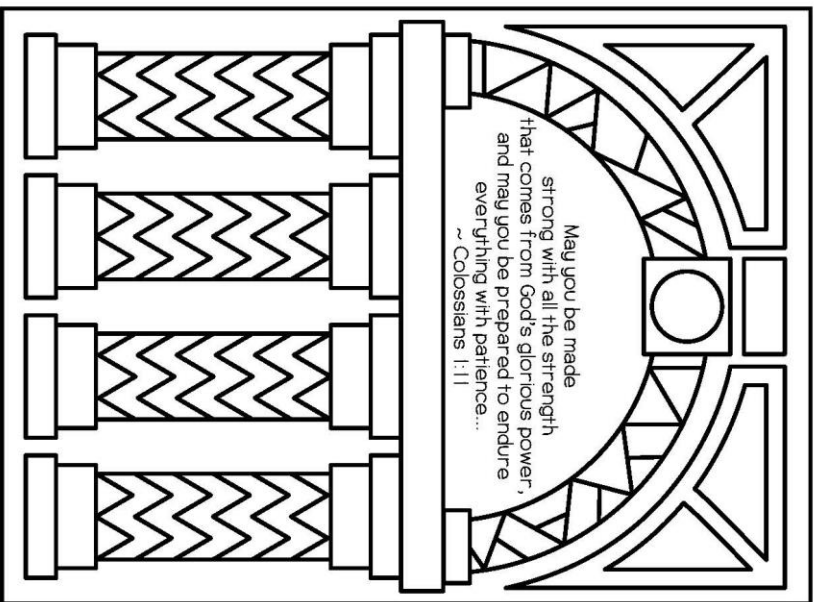 May you be made
strong with all the strength
that comes from God's glorious power,
and may you be prepared to endure
everything with patience...
~ Colossians 1:11